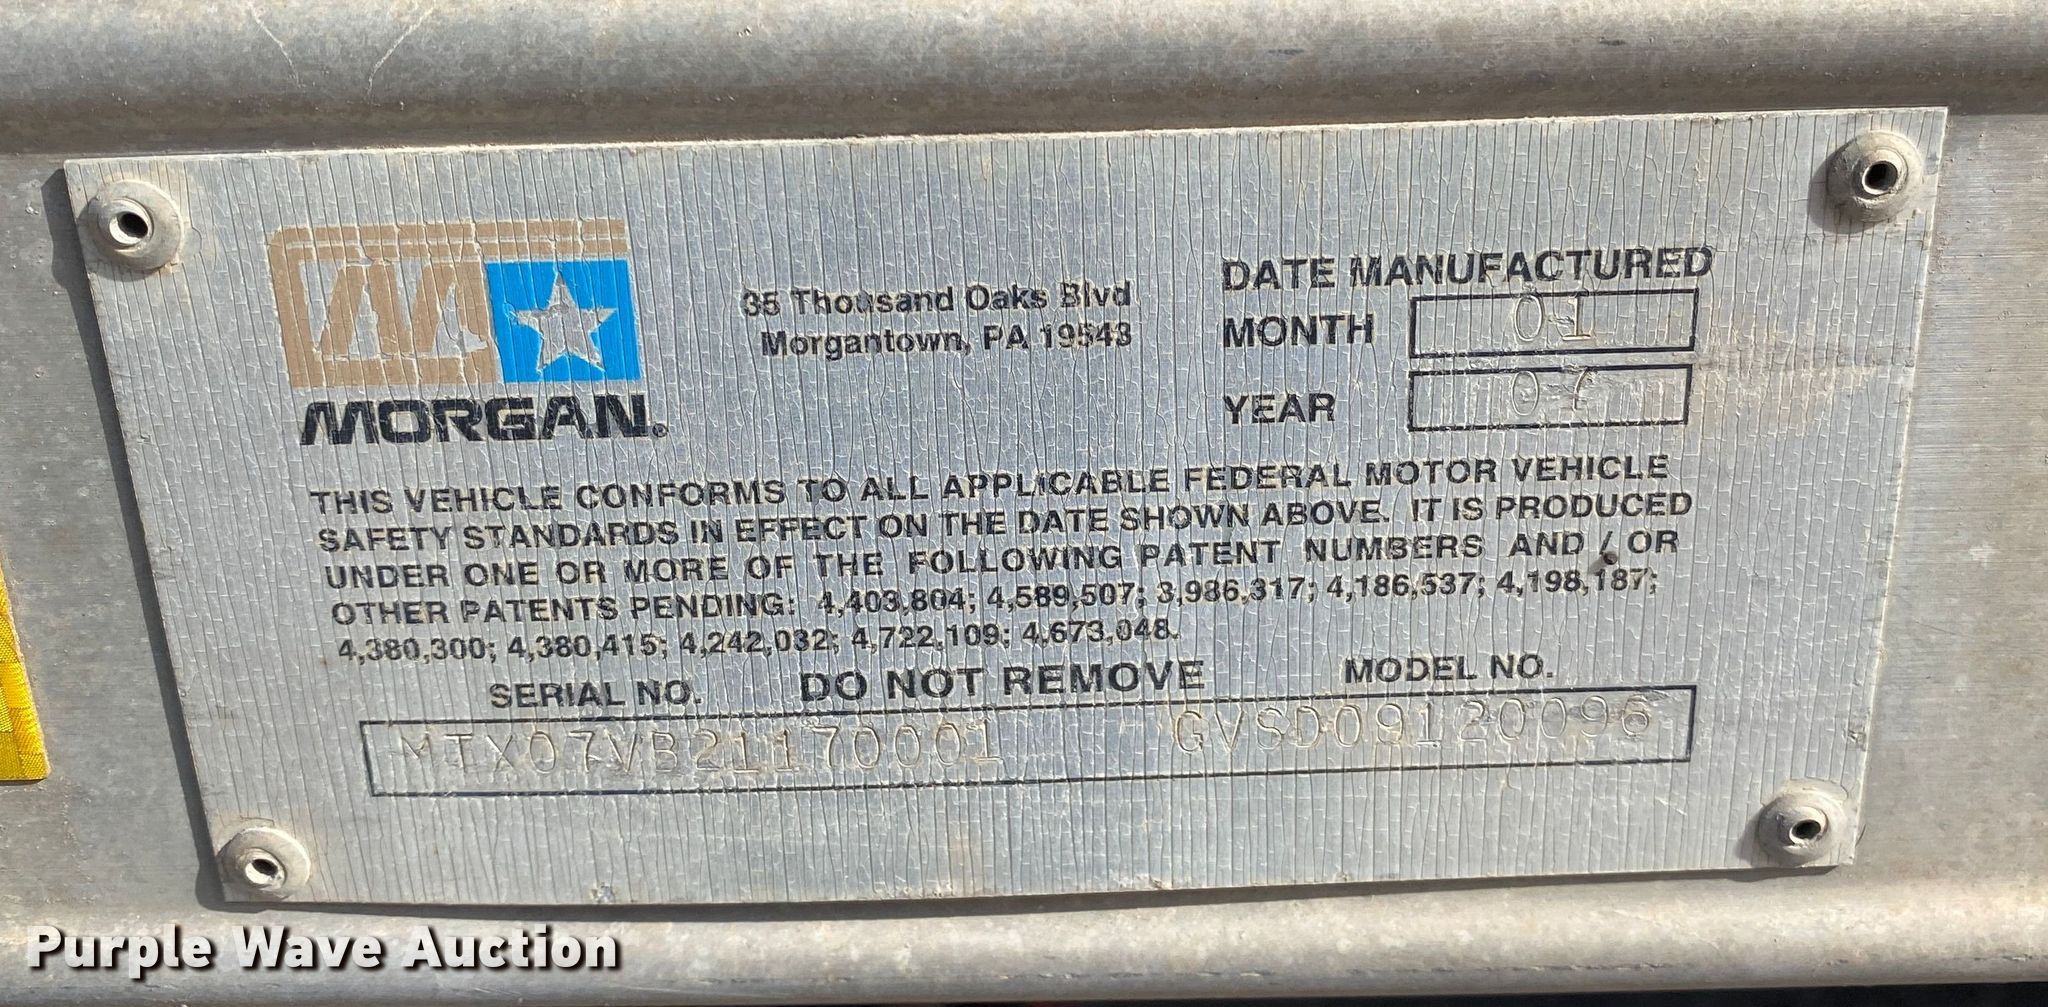 35 Thousand Oaks Blvd
Morgantown, PA 19543
DATE MANUFACTURED
MONTH 01
YEAR 07
MORGAN®
THIS VEHICLE CONFORMS TO ALL APPLICABLE FEDERAL MOTOR VEHICLE
SAFETY STANDARDS IN EFFECT ON THE DATE SHOWN ABOVE. IT IS PRODUCED
UNDER ONE OR MORE OF THE FOLLOWING PATENT NUMBERS AND / OR
OTHER PATENTS PENDING: 4,403,804; 4,589,507; 3,986,317; 4,186,537; 4,198,187;
4,380,300; 4,380,415; 4,242,032; 4,722,109; 4,673,048.
SERIAL NO. DO NOT REMOVE MODEL NO.
MTX07VB21170001 GVSD09120096
Purple Wave Auction